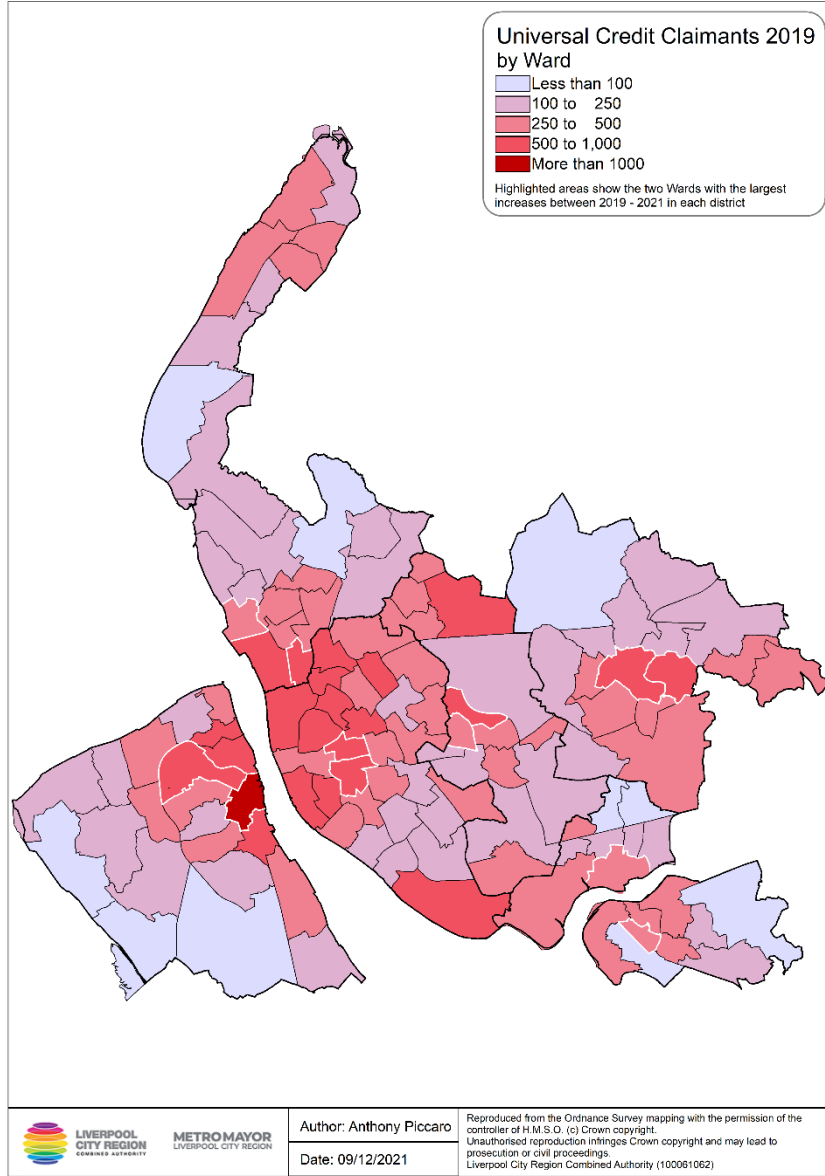 Universal Credit Claimants 2019
by Ward
Less than 100
100 to 250
250 to 500
500 to 1,000
More than 1000
Highlighted areas show the two Wards with the largest
increases between 2019 - 2021 in each district
LIVERPOOL
CITY REGION
COMBINED AUTHORITY
METROMAYOR
LIVERPOOL CITY REGION
Author: Anthony Piccaro
Date: 09/12/2021
Reproduced from the Ordnance Survey mapping with the permission of the
controller of H.M.S.O. (c) Crown copyright.
Unauthorised reproduction infringes Crown copyright and may lead to
prosecution or civil proceedings.
Liverpool City Region Combined Authority (100061062)